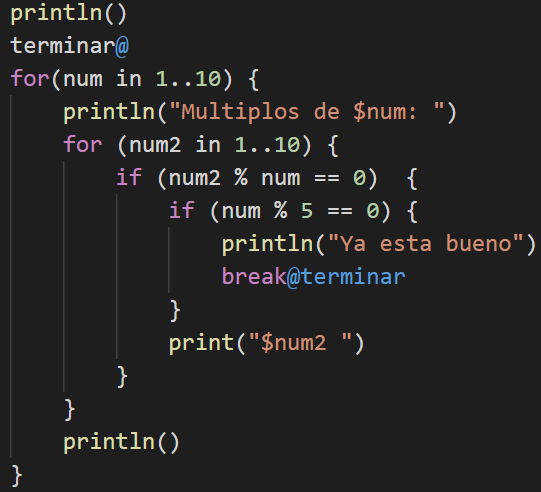 println()
terminar@
for(num in 1..10) {
    println("Multiplos de $num: ")
    for (num2 in 1..10) {
        if (num2 % num == 0)  {
            if (num % 5 == 0) {
                println("Ya esta bueno")
                break@terminar
            }
            print("$num2 ")
        }
    }
    println()
}